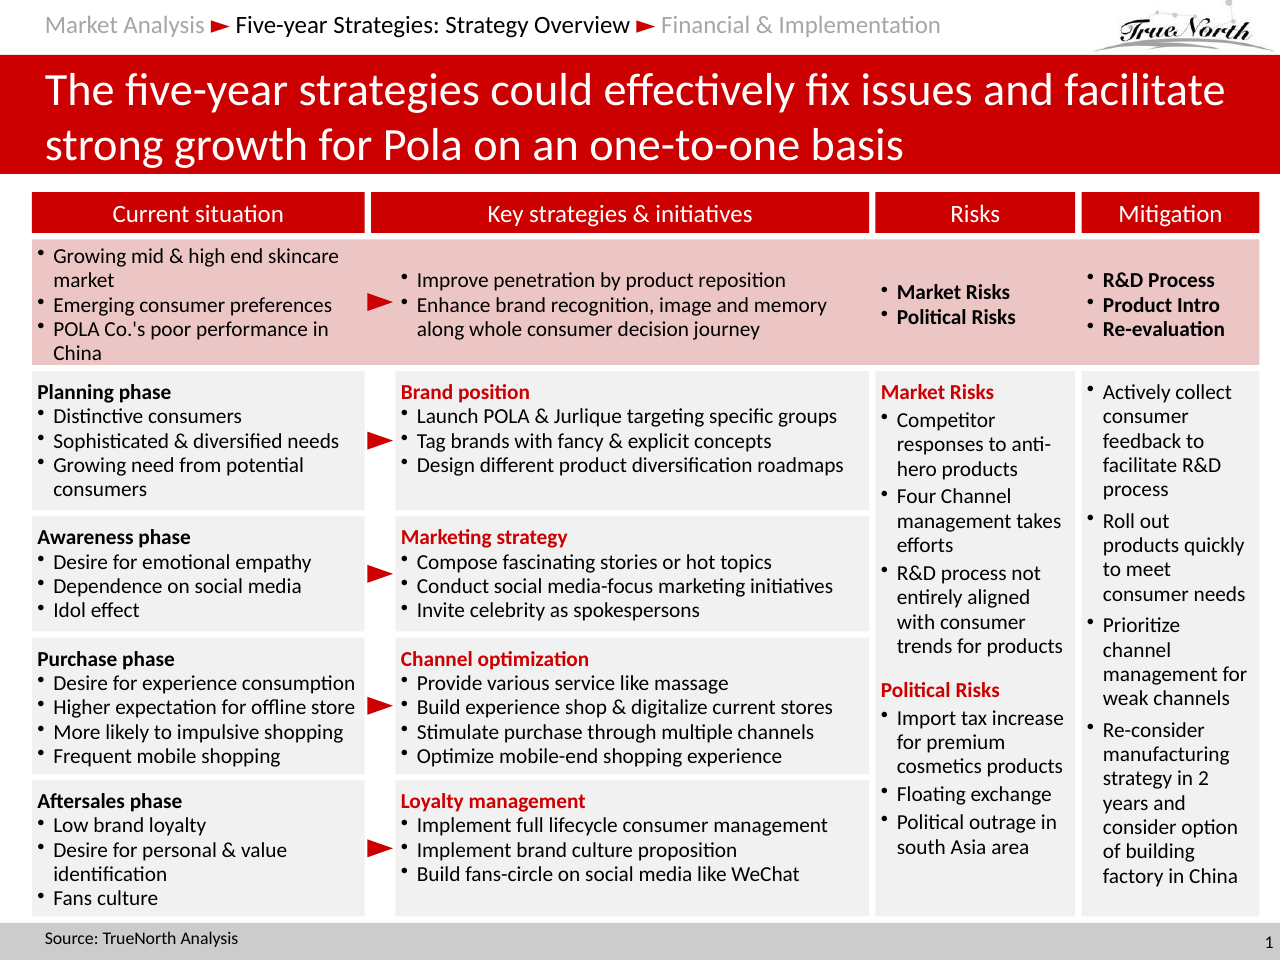 Market Analysis ► Five-year Strategies: Strategy Overview ► Financial & Implementation
TrueNorth
The five-year strategies could effectively fix issues and facilitate
strong growth for Pola on an one-to-one basis
Current situation
Key strategies & initiatives
Risks
Mitigation
• Growing mid & high end skincare
market
• Emerging consumer preferences
• POLA Co.'s poor performance in
China
• Improve penetration by product reposition
• Enhance brand recognition, image and memory
along whole consumer decision journey
• Market Risks
• Political Risks
• R&D Process
• Product Intro
• Re-evaluation
Planning phase
• Distinctive consumers
• Sophisticated & diversified needs
• Growing need from potential
consumers
Brand position
• Launch POLA & Jurlique targeting specific groups
• Tag brands with fancy & explicit concepts
• Design different product diversification roadmaps
Awareness phase
• Desire for emotional empathy
• Dependence on social media
• Idol effect
Marketing strategy
• Compose fascinating stories or hot topics
• Conduct social media-focus marketing initiatives
• Invite celebrity as spokespersons
Purchase phase
• Desire for experience consumption
• Higher expectation for offline store
• More likely to impulsive shopping
• Frequent mobile shopping
Channel optimization
• Provide various service like massage
• Build experience shop & digitalize current stores
• Stimulate purchase through multiple channels
• Optimize mobile-end shopping experience
Aftersales phase
• Low brand loyalty
• Desire for personal & value
identification
• Fans culture
Loyalty management
• Implement full lifecycle consumer management
• Implement brand culture proposition
• Build fans-circle on social media like WeChat
Market Risks
• Competitor
responses to anti-
hero products
• Four Channel
management takes
efforts
• R&D process not
entirely aligned
with consumer
trends for products
Political Risks
• Import tax increase
for premium
cosmetics products
• Floating exchange
• Political outrage in
south Asia area
• Actively collect
consumer
feedback to
facilitate R&D
process
• Roll out
products quickly
to meet
consumer needs
• Prioritize
channel
management for
weak channels
• Re-consider
manufacturing
strategy in 2
years and
consider option
of building
factory in China
Source: TrueNorth Analysis
1